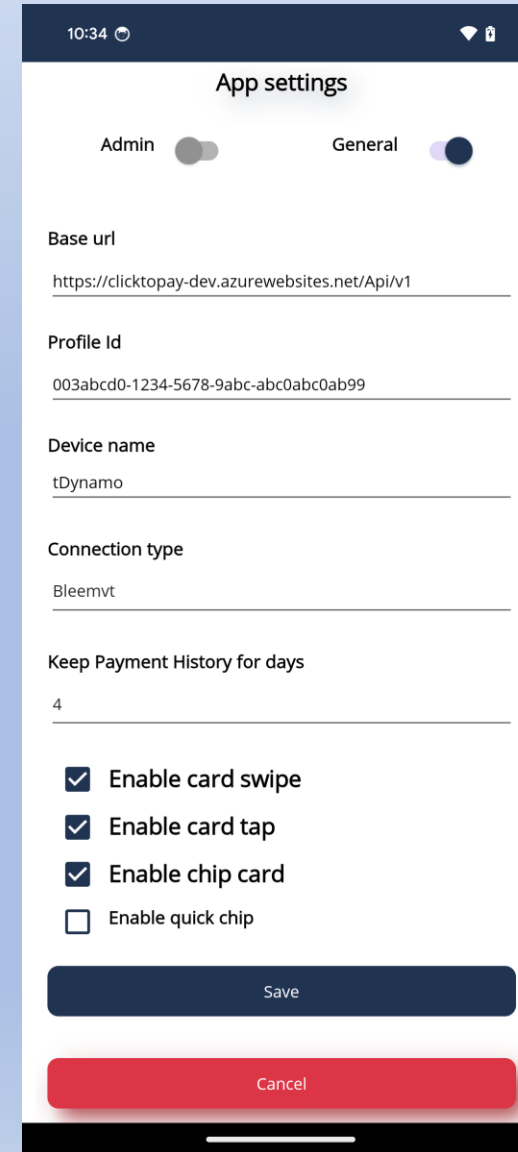 10:34
App settings
Admin General
Base url
https://clicktopay-dev.azurewebsites.net/Api/v1
Profile Id
003abcd0-1234-5678-9abc-abc0abc0ab99
Device name
tDynamo
Connection type
Bleemvt
Keep Payment History for days
4
Enable card swipe
Enable card tap
Enable chip card
Enable quick chip
Save
Cancel